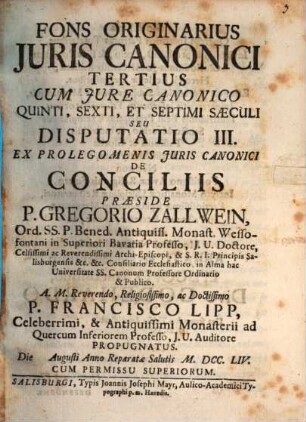 FONS ORIGINARIUS
JURIS CANONICI
TERTIUS
CUM JURE CANONICO
QUINTI, SEXTI, ET SEPTIMI SÆCULI
SEU
DISPUTATIO III.
EX PROLEGOMENIS JURIS CANONICI
DE
CONCILIIS
PRÆSIDE
P. GREGORIO ZALLWEIN,
Ord. SS. P. Bened. Antiquiss. Monast. Wesso-
fontani in Superiori Bavaria Professo, J. U. Doctore,
Celsissimi ac Reverendissimi Archi-Episcopi, & S. R. I. Principis Sa-
lisburgensis &c. &c. Consiliario Ecclesiastico, in Alma hac
Universitate SS. Canonum Professore Ordinario
& Publico.
A. M. Reverendo, Religiosissimo, ac Doctissimo
P. FRANCISCO LIPP,
Celeberrimi, & Antiquissimi Monasterii ad
Quercum Inferiorem Professo, J. U. Auditore
PROPUGNATUS.
Die Augusti Anno Reparatæ Salutis M. DCC. LIV.
CUM PERMISSU SUPERIORUM.
SALISBURGI, Typis Joannis Josephi Mayr, Aulico-Academici Ty-
pographi p. m. Hæredin.